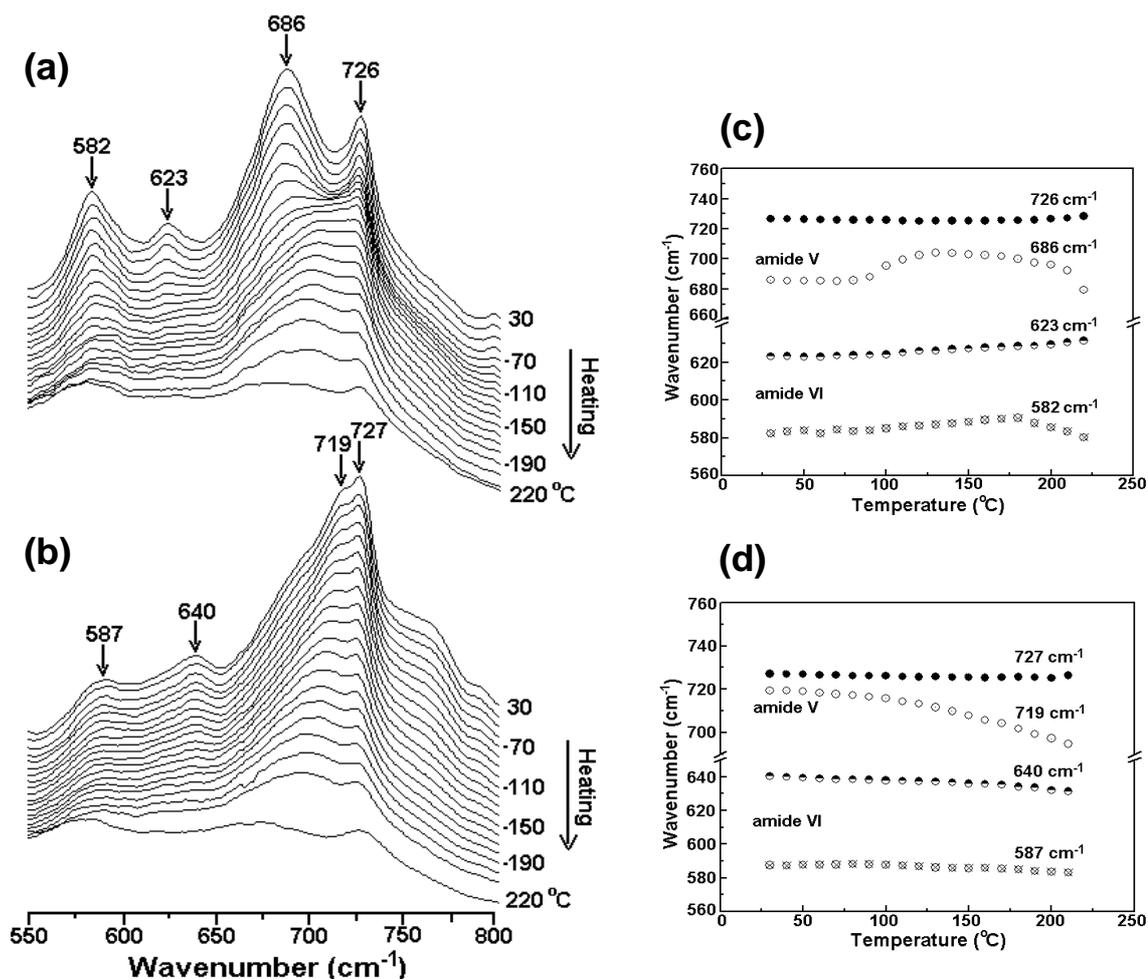 (a)
686
726
582
623
30
-70
-110
-150
-190
220 °C
Heating
(b)
719 727
587
640
30
-70
-110
-150
-190
220 °C
Heating
550 600 650 700 750 800
Wavenumber (cm-1)
(c)
760
740
720
700
680
660
620
600
580
560
Wavenumber (cm-1)
726 cm-1
amide V
686 cm-1
623 cm-1
amide VI
582 cm-1
0 50 100 150 200 250
Temperature (°C)
(d)
760
740
720
700
640
620
600
580
560
Wavenumber (cm-1)
727 cm-1
amide V
719 cm-1
640 cm-1
amide VI
587 cm-1
0 50 100 150 200 250
Temperature (°C)